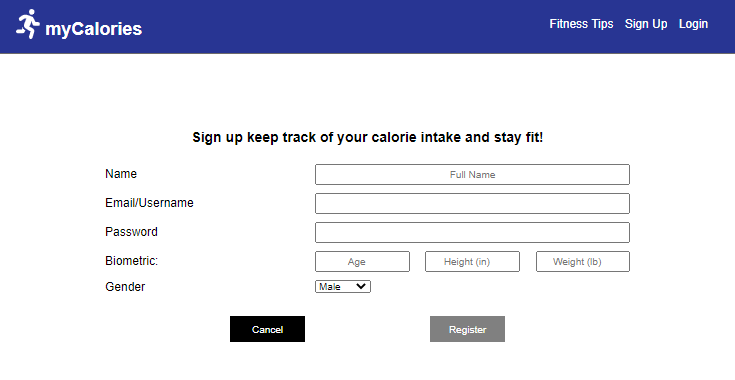 myCalories
Fitness Tips Sign Up Login
Sign up keep track of your calorie intake and stay fit!
Name Full Name
Email/Username
Password
Biometric: Age Height (in) Weight (lb)
Gender Male
Cancel Register